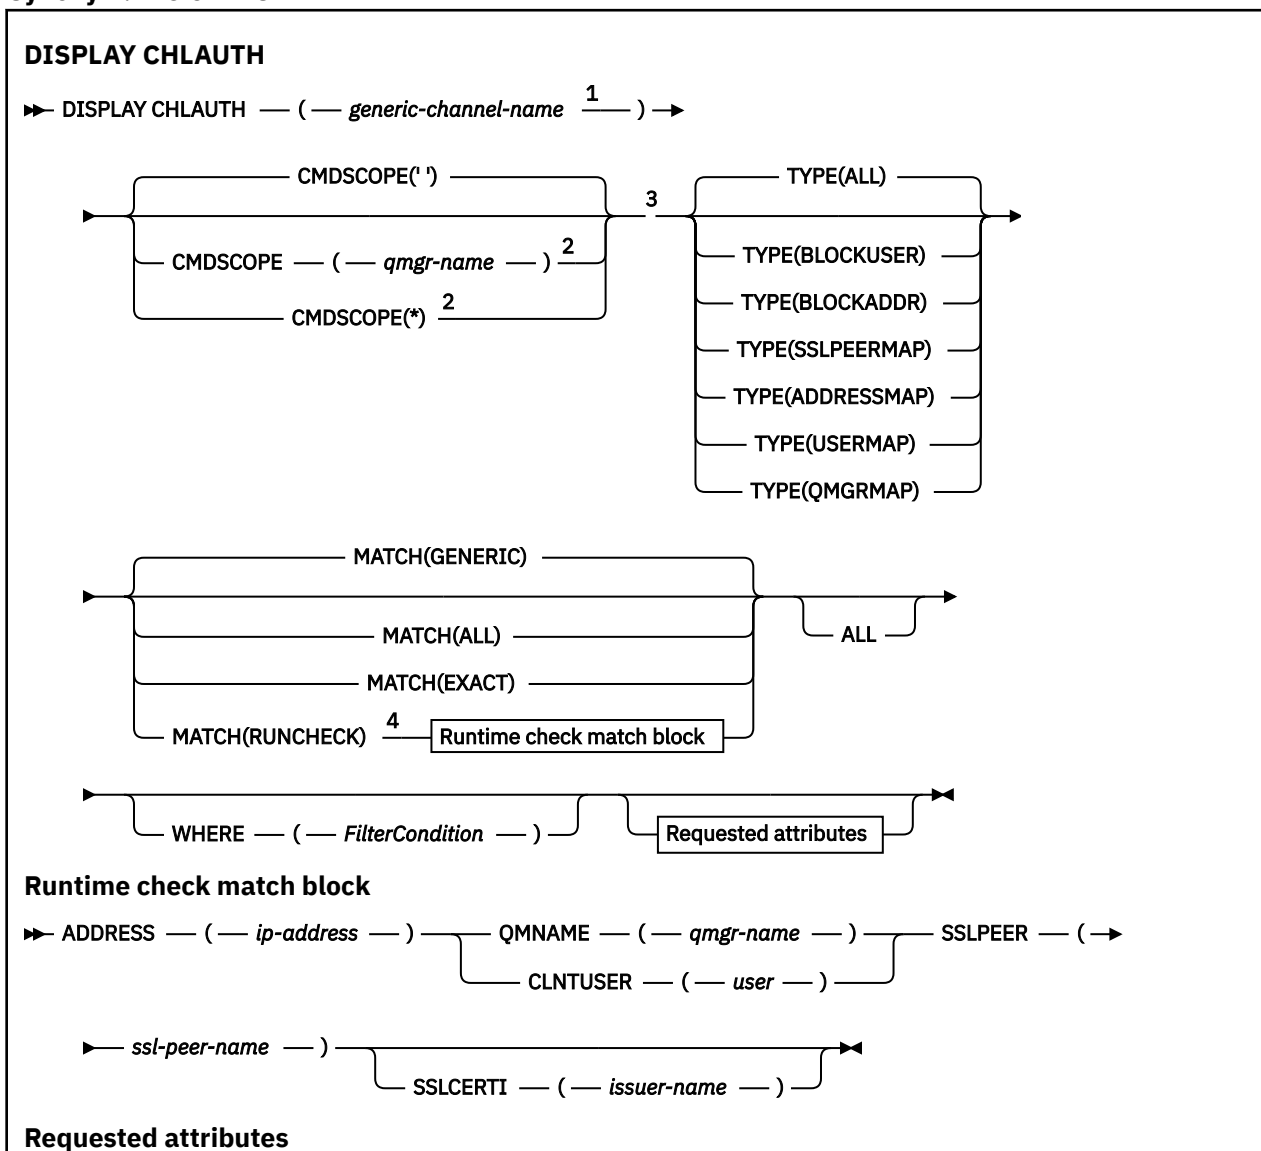 DISPLAY CHLAUTH
DISPLAY CHLAUTH ( generic-channel-name 1 )
CMDSCOPE(' ')
CMDSCOPE ( qmgr-name ) 2
CMDSCOPE(*) 2
3
TYPE(ALL)
TYPE(BLOCKUSER)
TYPE(BLOCKADDR)
TYPE(SSLPEERMAP)
TYPE(ADDRESSMAP)
TYPE(USERMAP)
TYPE(QMGRMAP)
MATCH(GENERIC)
MATCH(ALL)
MATCH(EXACT)
MATCH(RUNCHECK) 4 Runtime check match block
ALL
WHERE ( FilterCondition )
Requested attributes
Runtime check match block
ADDRESS ( ip-address ) QMNAME ( qmgr-name ) SSLPEER (
CLNTUSER ( user )
ssl-peer-name )
SSLCERTI ( issuer-name )
Requested attributes